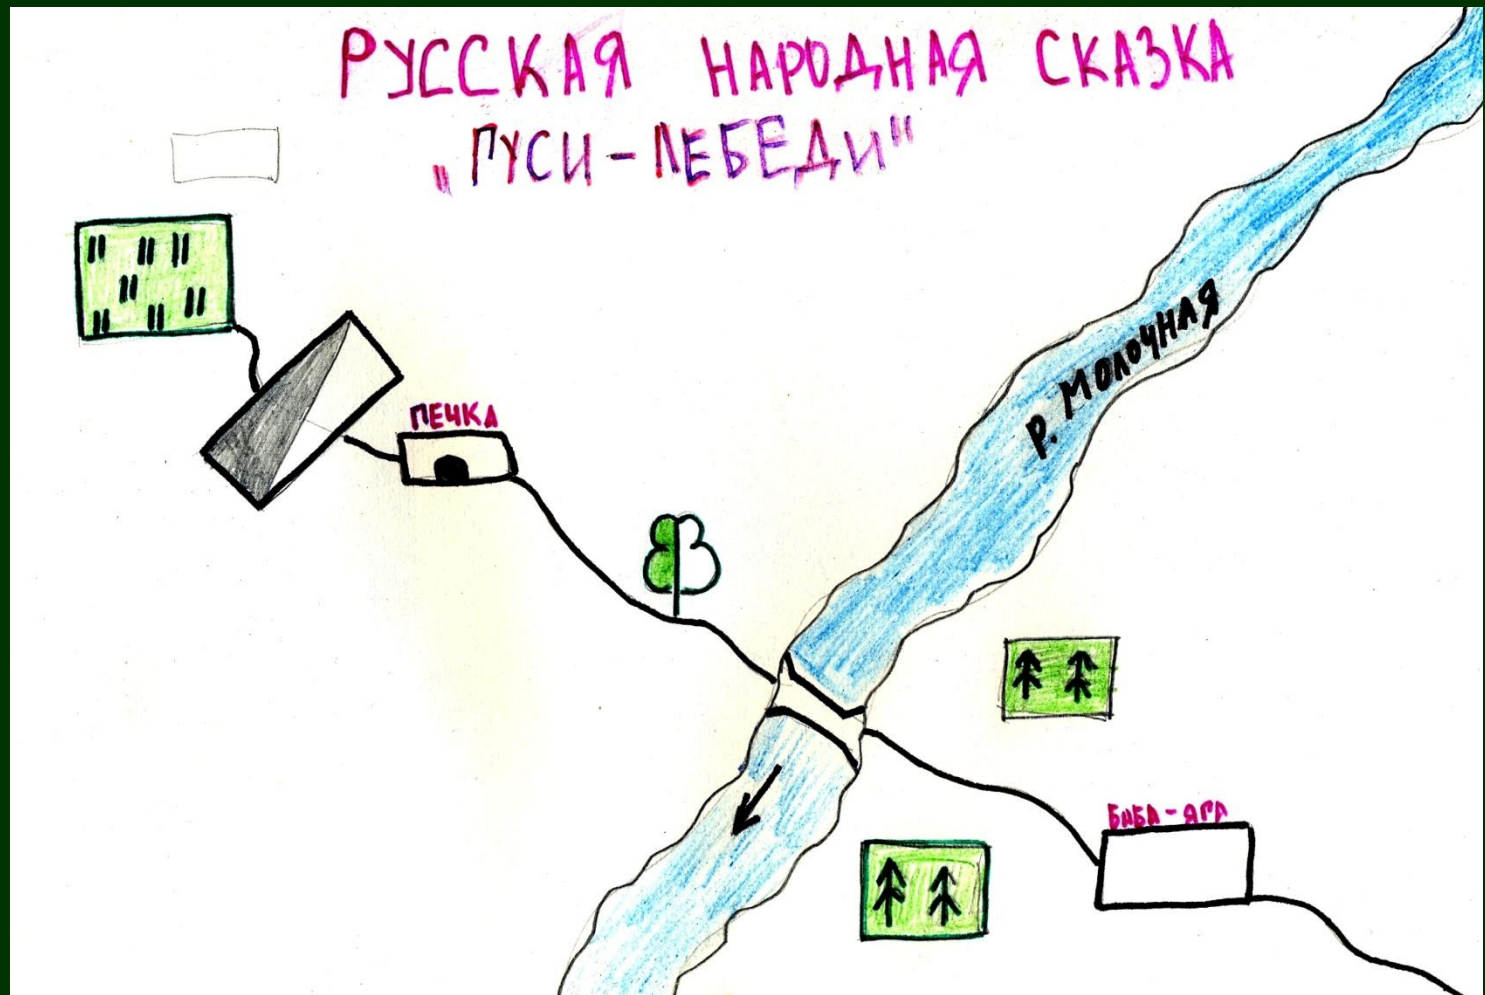 РУССКАЯ НАРОДНАЯ СКАЗКА
„ГУСИ-ЛЕБЕДИ"
Р. МОЛОЧНАЯ
ПЕЧКА
БАБА-ЯГА